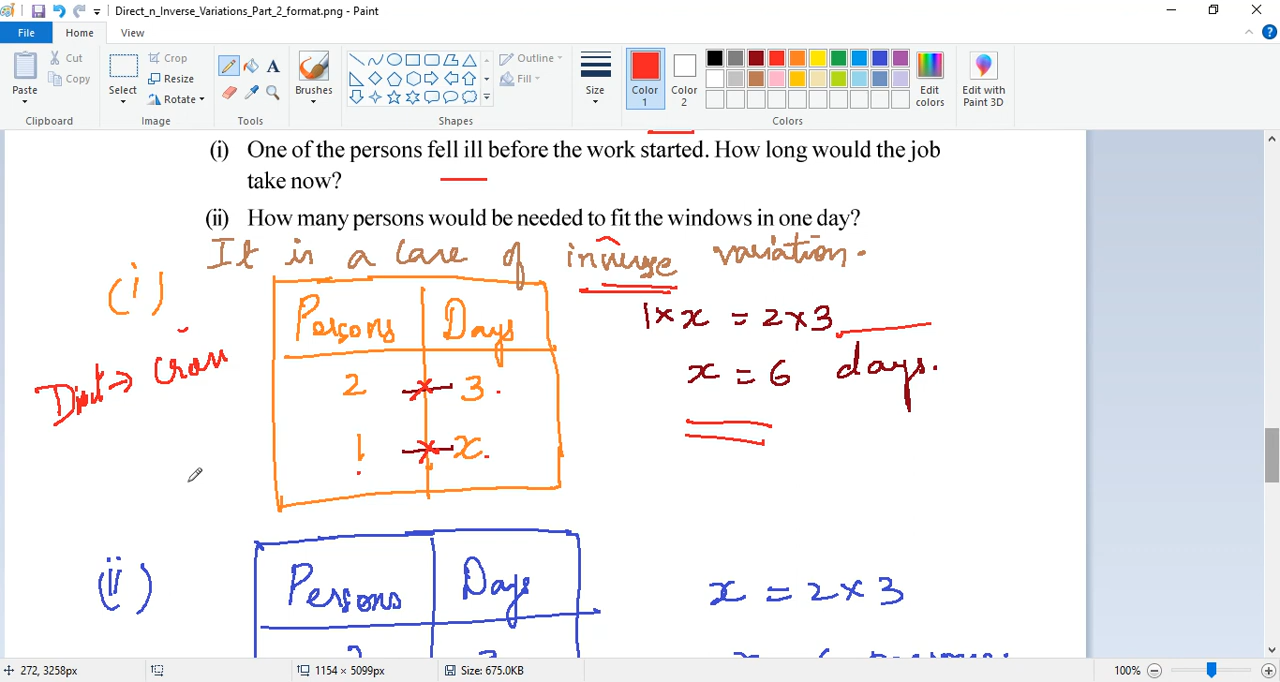 Direct_n_Inverse_Variations_Part_2_format.png - Paint
File Home View
Paste
Cut
Copy
Clipboard
Select
Crop
Resize
Rotate
Image
Tools
Brushes
Shapes
Outline
Fill
Size
Color 1
Color 2
Edit colors
Edit with Paint 3D
Colors
(i) One of the persons fell ill before the work started. How long would the job
take now?
(ii) How many persons would be needed to fit the windows in one day?
It is a case of inverse variation.
(i)
Persons Days
2 3
1 x
Direct ⇒ Cross
1 × x = 2 × 3
x = 6 days.
(ii)
Persons Days
x = 2 × 3
272, 3258px
1154 × 5099px
Size: 675.0KB
100%